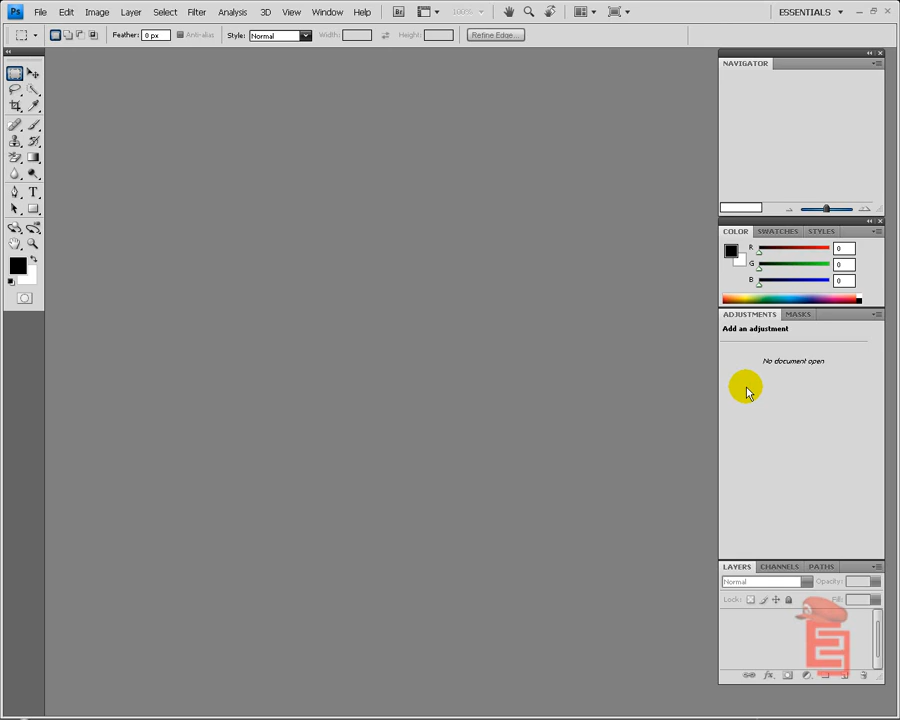 Ps File Edit Image Layer Select Filter Analysis 3D View Window Help Br 100% ESSENTIALS
Feather: 0 px Anti-alias Style: Normal Width: Height: Refine Edge...
NAVIGATOR
COLOR SWATCHES STYLES
R 0
G 0
B 0
ADJUSTMENTS MASKS
Add an adjustment
No document open
LAYERS CHANNELS PATHS
Normal Opacity:
Lock: Fill: